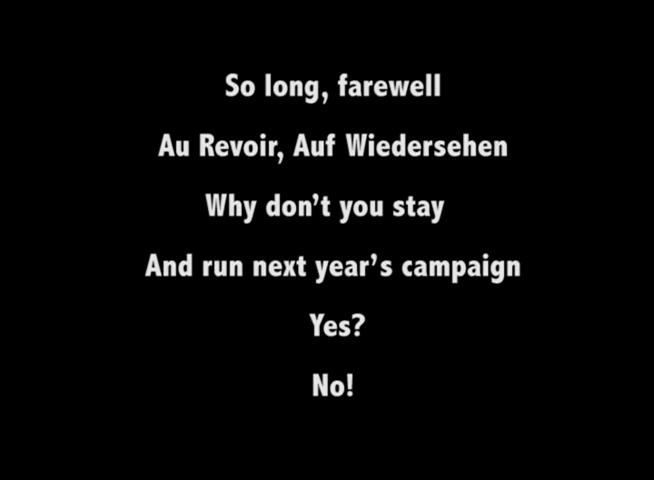 So long, farewell
Au Revoir, Auf Wiedersehen
Why don’t you stay
And run next year’s campaign
Yes?
No!